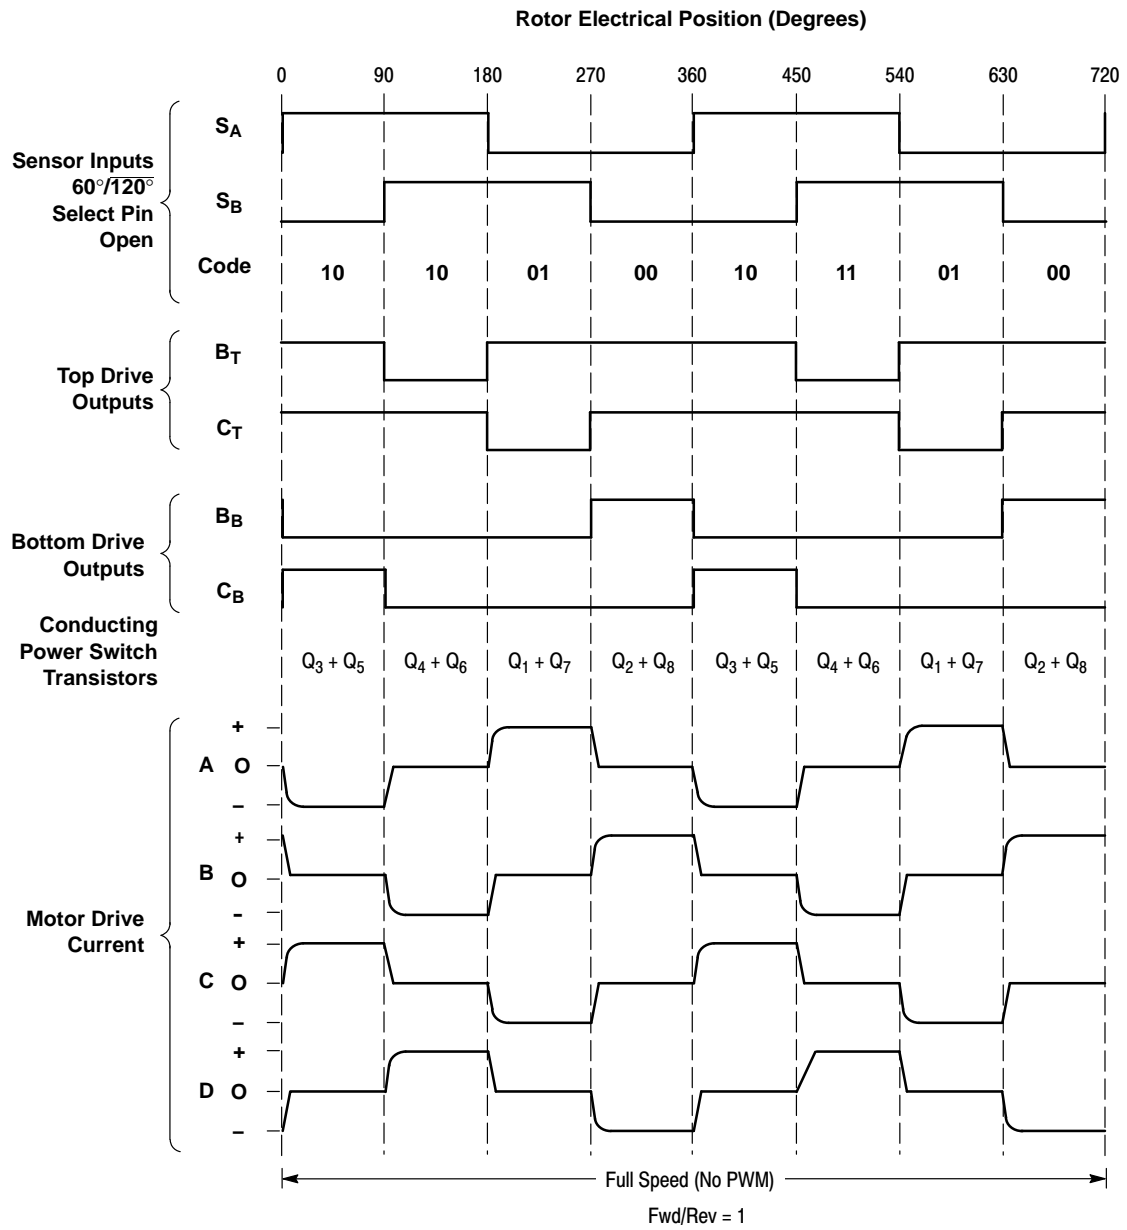 Rotor Electrical Position (Degrees)
0 90 180 270 360 450 540 630 720
Sensor Inputs
60°/120°
Select Pin
Open
SA
SB
Code 10 10 01 00 10 11 01 00
Top Drive
Outputs
BT
CT
Bottom Drive
Outputs
BB
CB
Conducting
Power Switch
Transistors
Q3 + Q5 Q4 + Q6 Q1 + Q7 Q2 + Q8 Q3 + Q5 Q4 + Q6 Q1 + Q7 Q2 + Q8
Motor Drive
Current
+
A O
–
+
B O
–
+
C O
–
+
D O
–
Full Speed (No PWM)
Fwd/Rev = 1